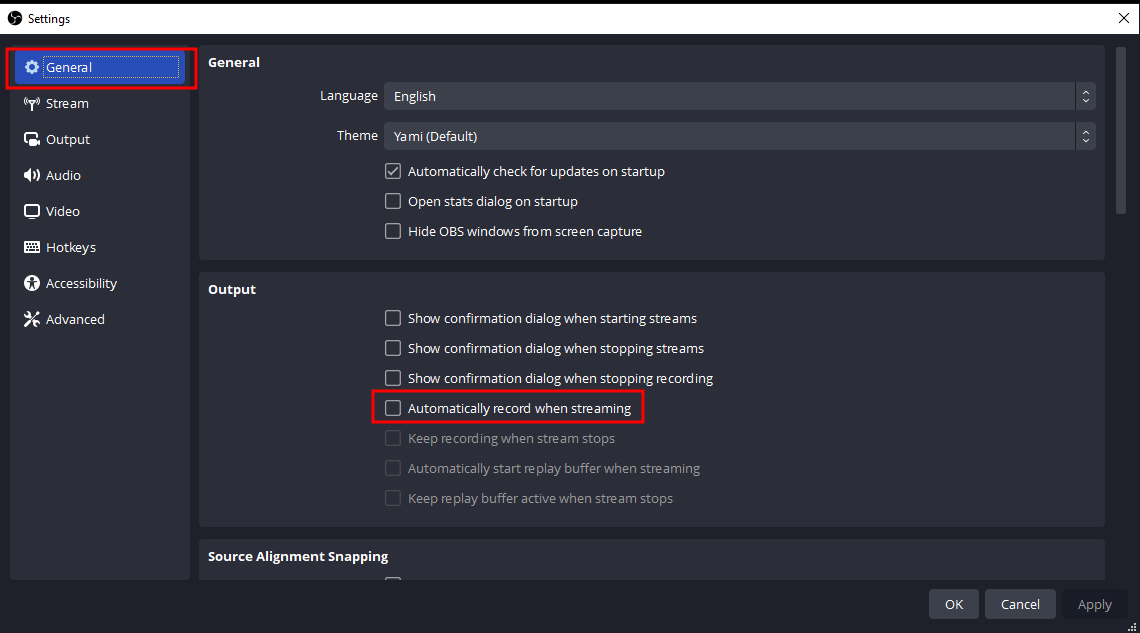 Settings
General
Stream
Output
Audio
Video
Hotkeys
Accessibility
Advanced
General
Language English
Theme Yami (Default)
Automatically check for updates on startup
Open stats dialog on startup
Hide OBS windows from screen capture
Output
Show confirmation dialog when starting streams
Show confirmation dialog when stopping streams
Show confirmation dialog when stopping recording
Automatically record when streaming
Keep recording when stream stops
Automatically start replay buffer when streaming
Keep replay buffer active when stream stops
Source Alignment Snapping
OK Cancel Apply